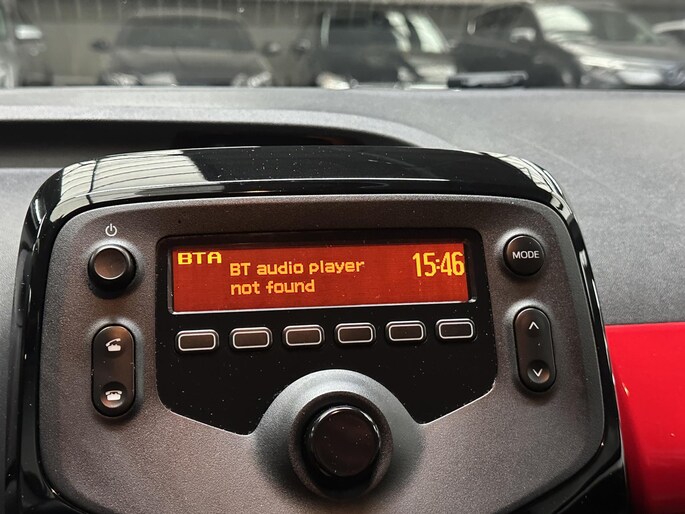 BTA
BT audio player
not found
15:46
MODE